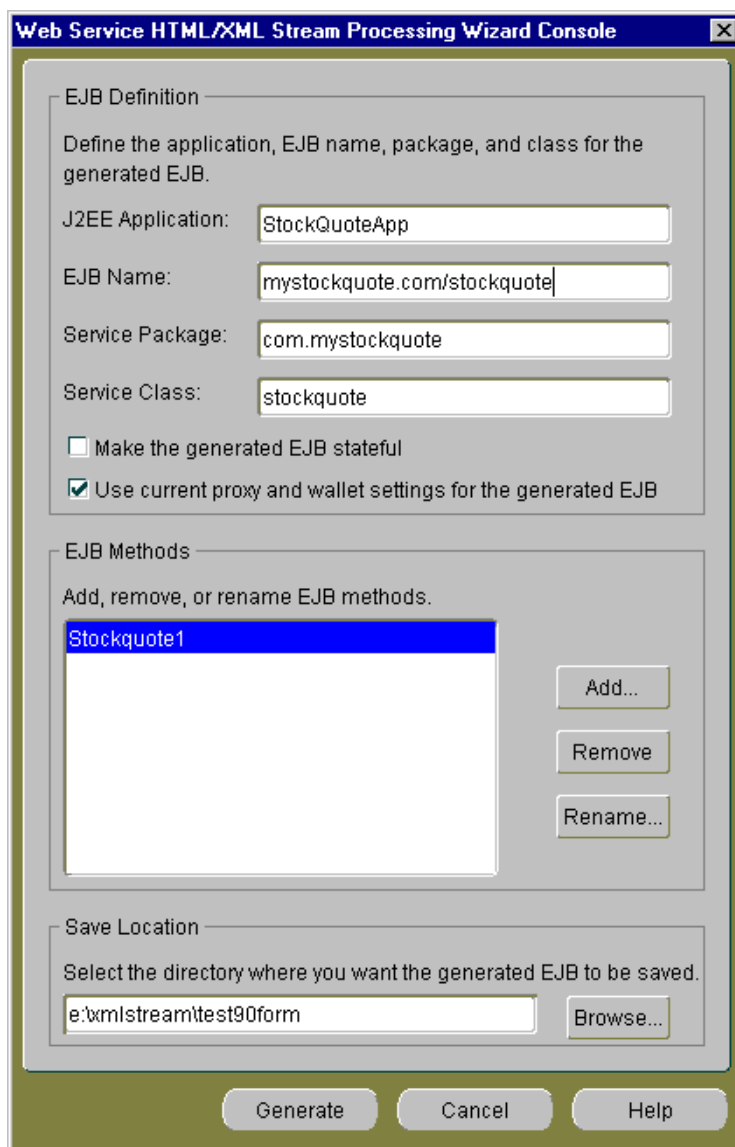 Web Service HTML/XML Stream Processing Wizard Console
EJB Definition
Define the application, EJB name, package, and class for the
generated EJB.
J2EE Application: StockQuoteApp
EJB Name: mystockquote.com/stockquote
Service Package: com.mystockquote
Service Class: stockquote
Make the generated EJB stateful
Use current proxy and wallet settings for the generated EJB
EJB Methods
Add, remove, or rename EJB methods.
Stockquote1
Add...
Remove
Rename...
Save Location
Select the directory where you want the generated EJB to be saved.
e:\xmlstream\test90form Browse...
Generate Cancel Help